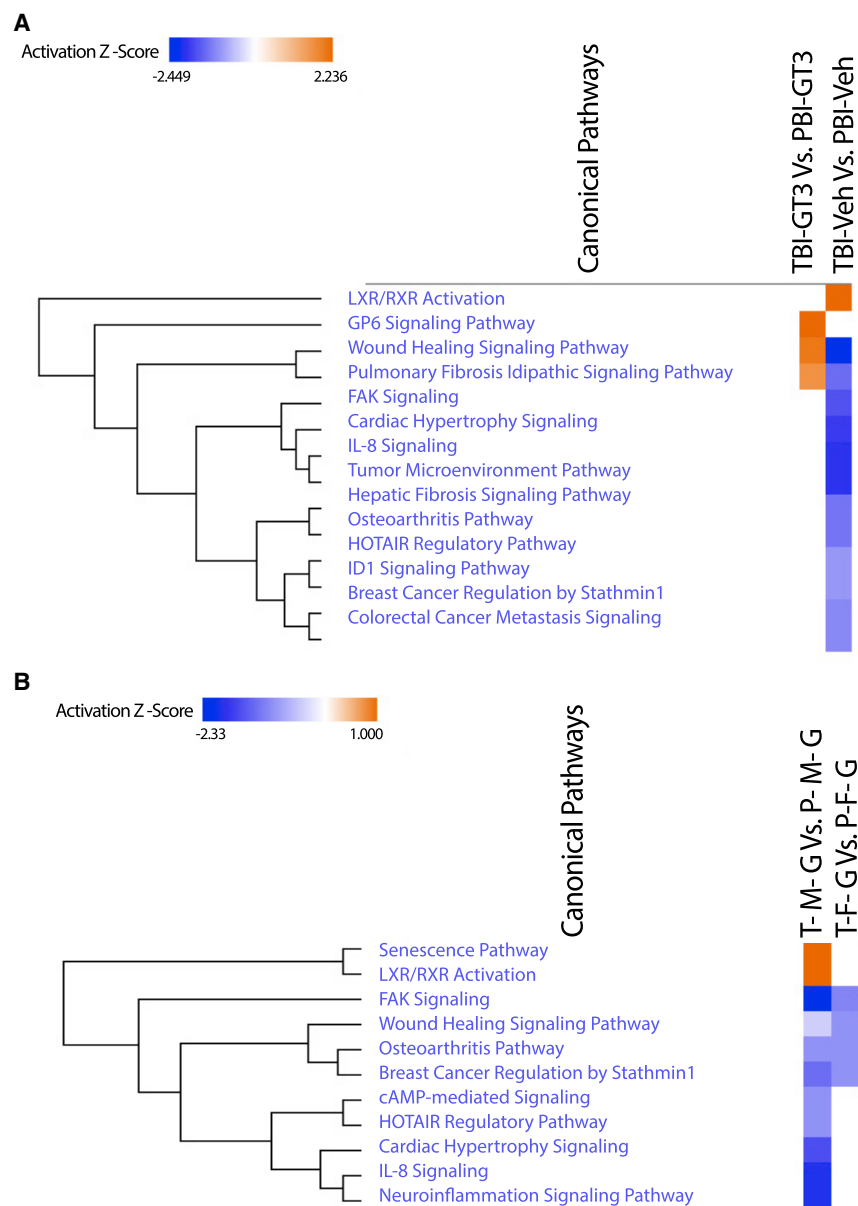 A
Activation Z -Score
-2.449
2.236
Canonical Pathways
TBI-GT3 Vs. PBI-GT3
TBI-Veh Vs. PBI-Veh
LXR/RXR Activation
GP6 Signaling Pathway
Wound Healing Signaling Pathway
Pulmonary Fibrosis Idipathic Signaling Pathway
FAK Signaling
Cardiac Hypertrophy Signaling
IL-8 Signaling
Tumor Microenvironment Pathway
Hepatic Fibrosis Signaling Pathway
Osteoarthritis Pathway
HOTAIR Regulatory Pathway
ID1 Signaling Pathway
Breast Cancer Regulation by Stathmin1
Colorectal Cancer Metastasis Signaling
B
Activation Z -Score
-2.33
1.000
Canonical Pathways
T- M- G Vs. P- M- G
T-F- G Vs. P-F- G
Senescence Pathway
LXR/RXR Activation
FAK Signaling
Wound Healing Signaling Pathway
Osteoarthritis Pathway
Breast Cancer Regulation by Stathmin1
cAMP-mediated Signaling
HOTAIR Regulatory Pathway
Cardiac Hypertrophy Signaling
IL-8 Signaling
Neuroinflammation Signaling Pathway